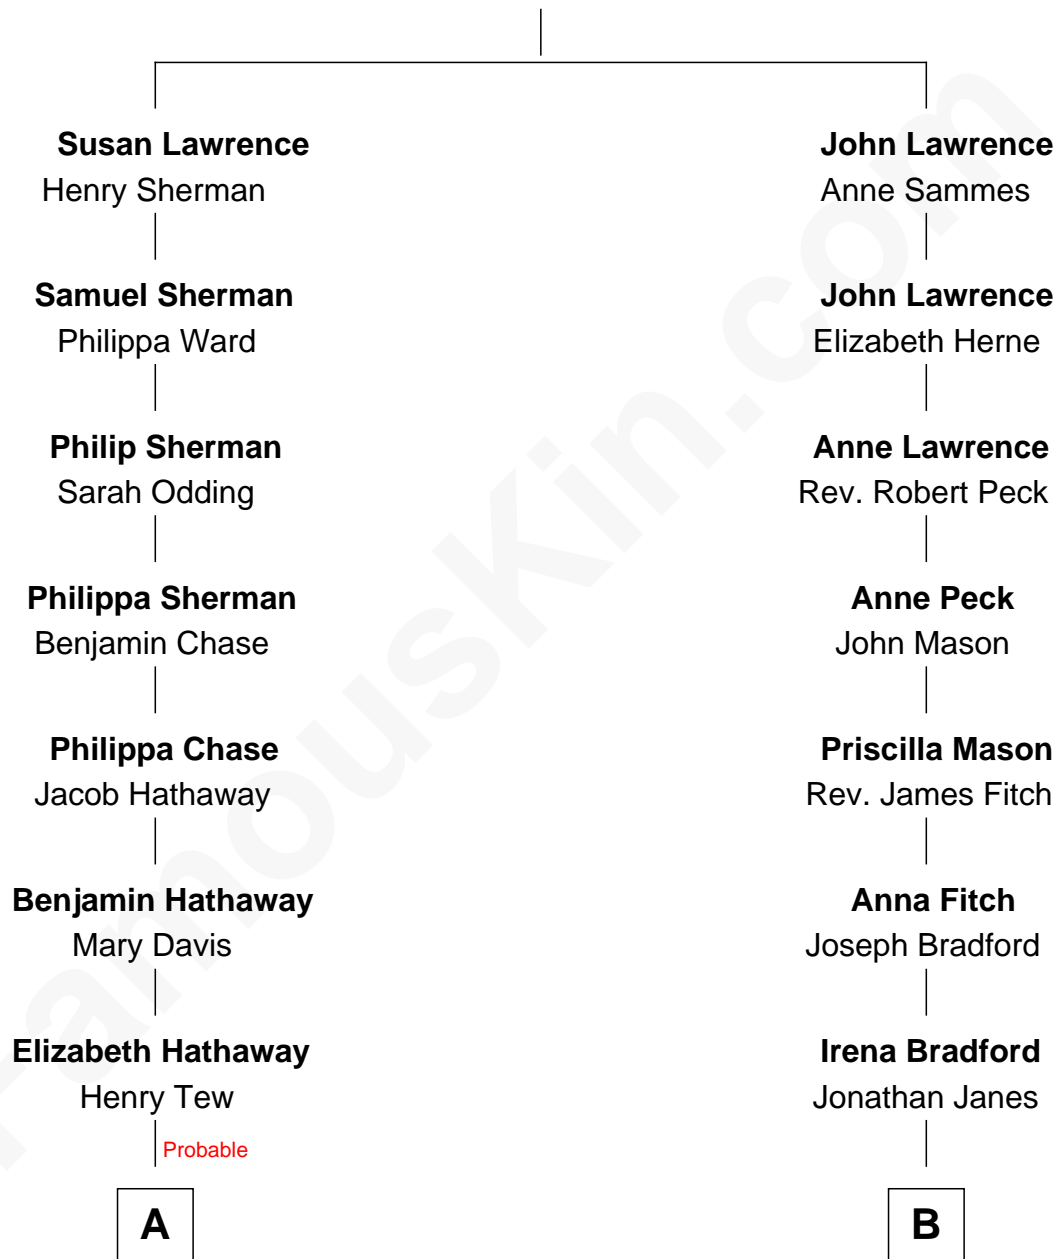 Susan Lawrence
Henry Sherman
Samuel Sherman
Philippa Ward
Philip Sherman
Sarah Odding
Philippa Sherman
Benjamin Chase
Philippa Chase
Jacob Hathaway
Benjamin Hathaway
Mary Davis
Elizabeth Hathaway
Henry Tew
Probable
A
John Lawrence
Anne Sammes
John Lawrence
Elizabeth Herne
Anne Lawrence
Rev. Robert Peck
Anne Peck
John Mason
Priscilla Mason
Rev. James Fitch
Anna Fitch
Joseph Bradford
Irena Bradford
Jonathan Janes
B
FamousKin.com